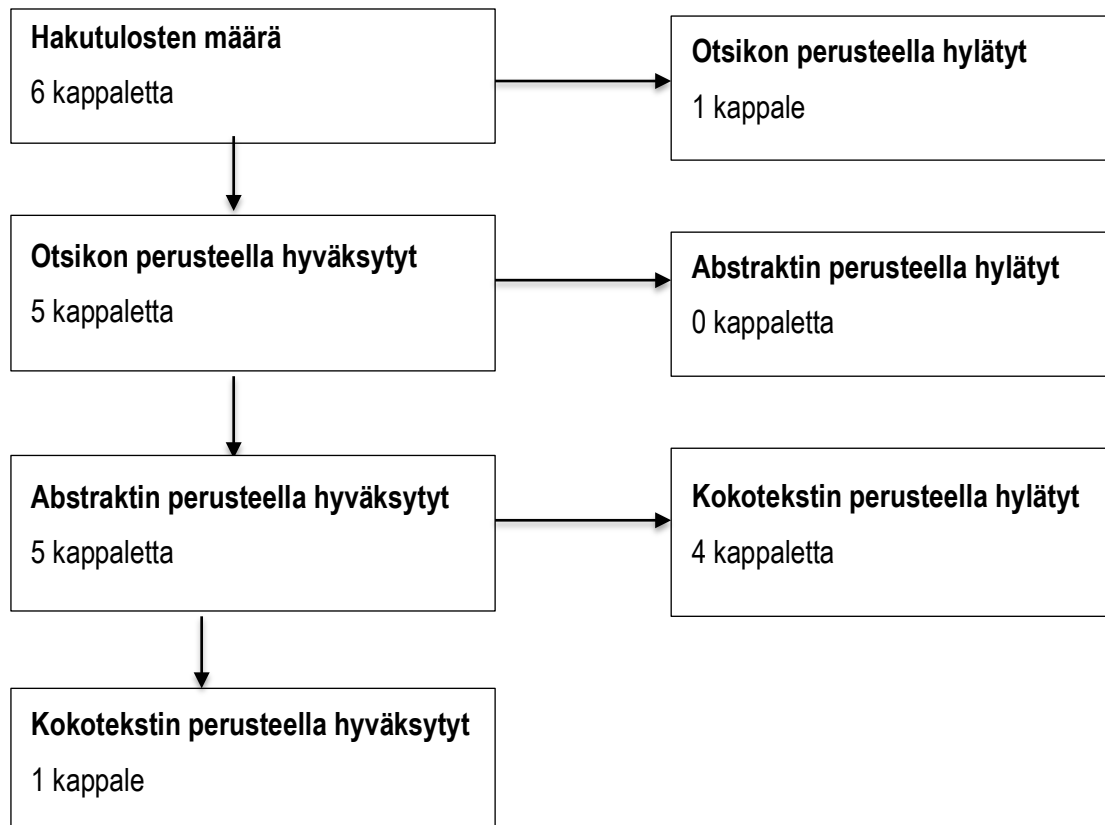 Hakutulosten määrä
6 kappaletta
Otsikon perusteella hylätyt
1 kappale
Otsikon perusteella hyväksytyt
5 kappaletta
Abstraktin perusteella hylätyt
0 kappaletta
Abstraktin perusteella hyväksytyt
5 kappaletta
Kokotekstin perusteella hylätyt
4 kappaletta
Kokotekstin perusteella hyväksytyt
1 kappale